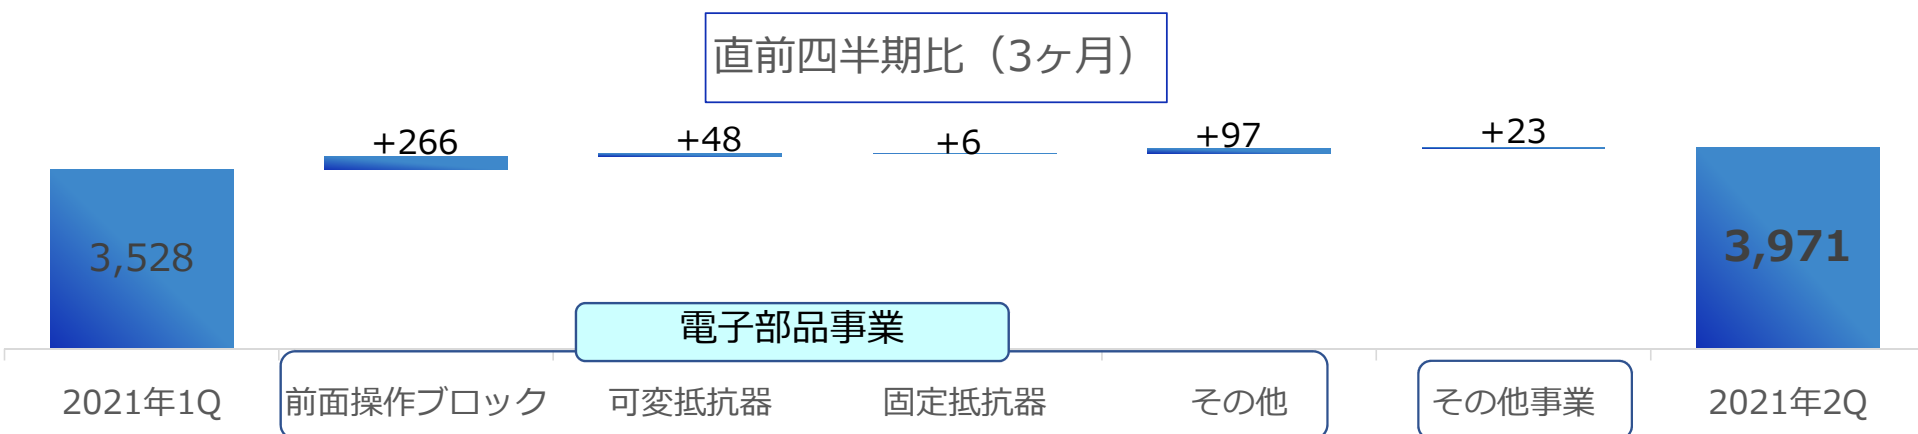 直前四半期比（3ヶ月）
+266
+48
+6
+97
+23
3,528
3,971
電子部品事業
2021年1Q
前面操作ブロック
可変抵抗器
固定抵抗器
その他
その他事業
2021年2Q